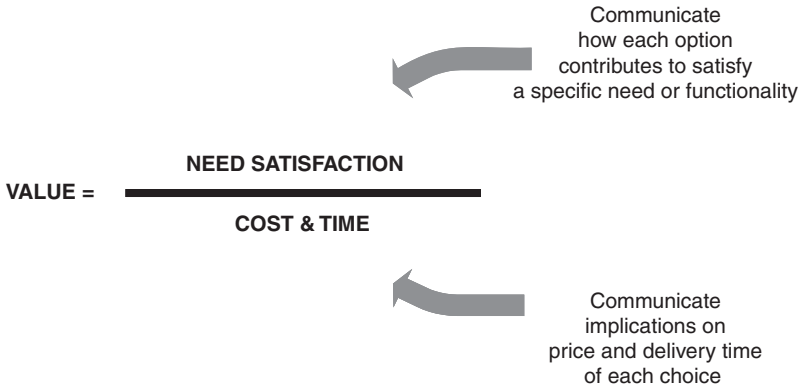 Communicate
how each option
contributes to satisfy
a specific need or functionality
NEED SATISFACTION
VALUE =
COST & TIME
Communicate
implications on
price and delivery time
of each choice